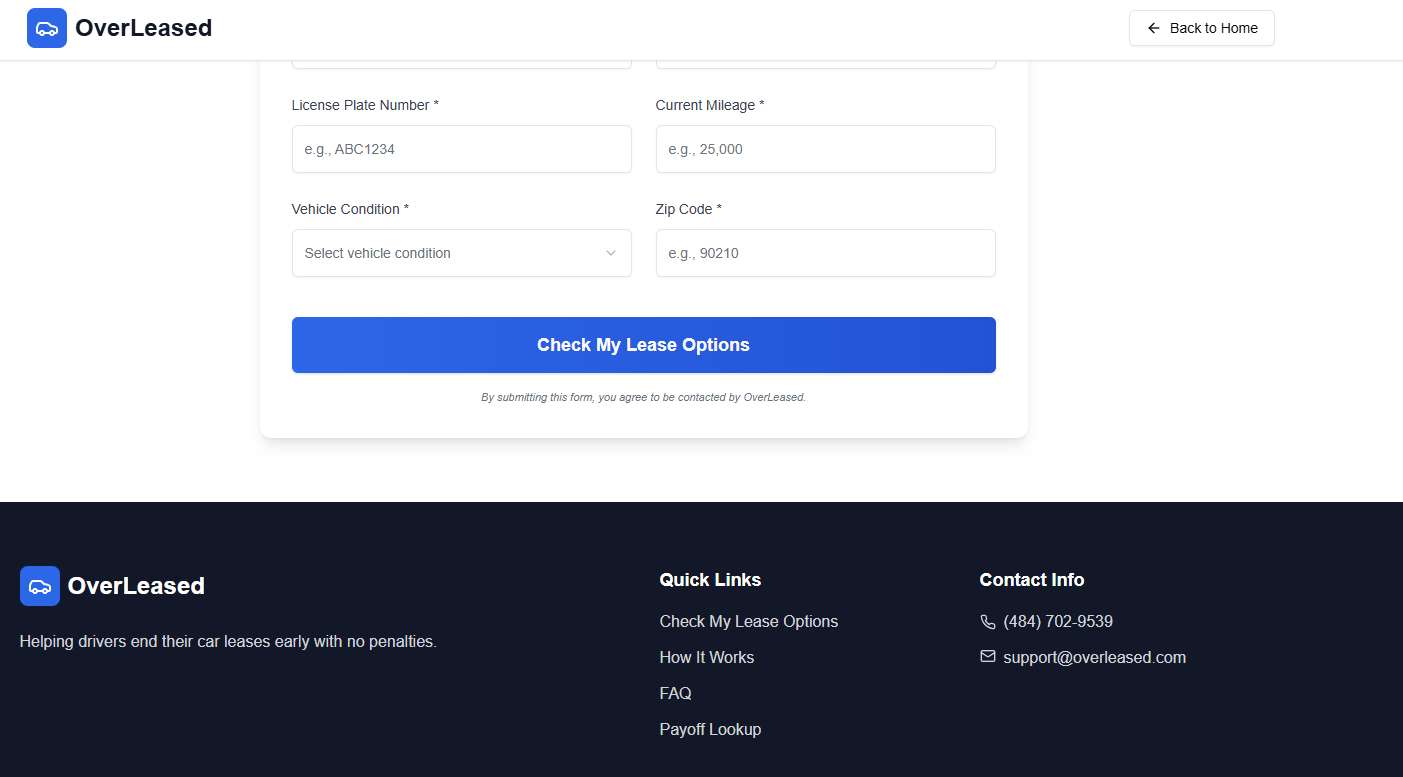 OverLeased
Back to Home
License Plate Number *
Current Mileage *
e.g., ABC1234
e.g., 25,000
Vehicle Condition *
Zip Code *
Select vehicle condition
e.g., 90210
Check My Lease Options
By submitting this form, you agree to be contacted by OverLeased.
OverLeased
Helping drivers end their car leases early with no penalties.
Quick Links
Check My Lease Options
How It Works
FAQ
Payoff Lookup
Contact Info
(484) 702-9539
support@overleased.com